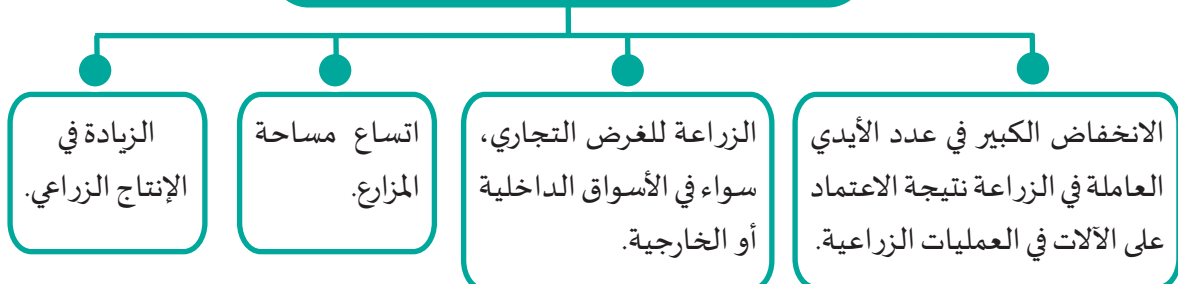 الانخفاض الكبير في عدد الأيدي
العاملة في الزراعة نتيجة الاعتماد
على الآلات في العمليات الزراعية.
الزراعة للغرض التجاري،
سواء في الأسواق الداخلية
أو الخارجية.
اتساع مساحة
المزارع.
الزيادة في
الإنتاج الزراعي.